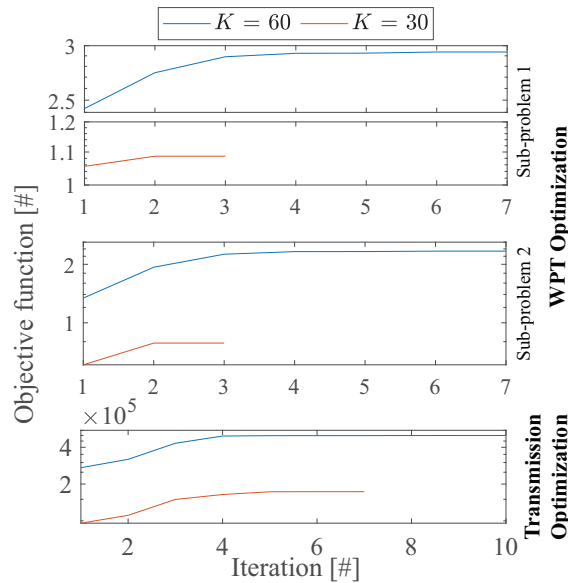 K = 60 K = 30
3
2.5
Sub-problem 1
1.2
1.1
1
1 2 3 4 5 6 7
Objective function [#]
WPT Optimization
2
1
Sub-problem 2
1 2 3 4 5 6 7
×10^5
4
2
Transmission
Optimization
2 4 6 8 10
Iteration [#]